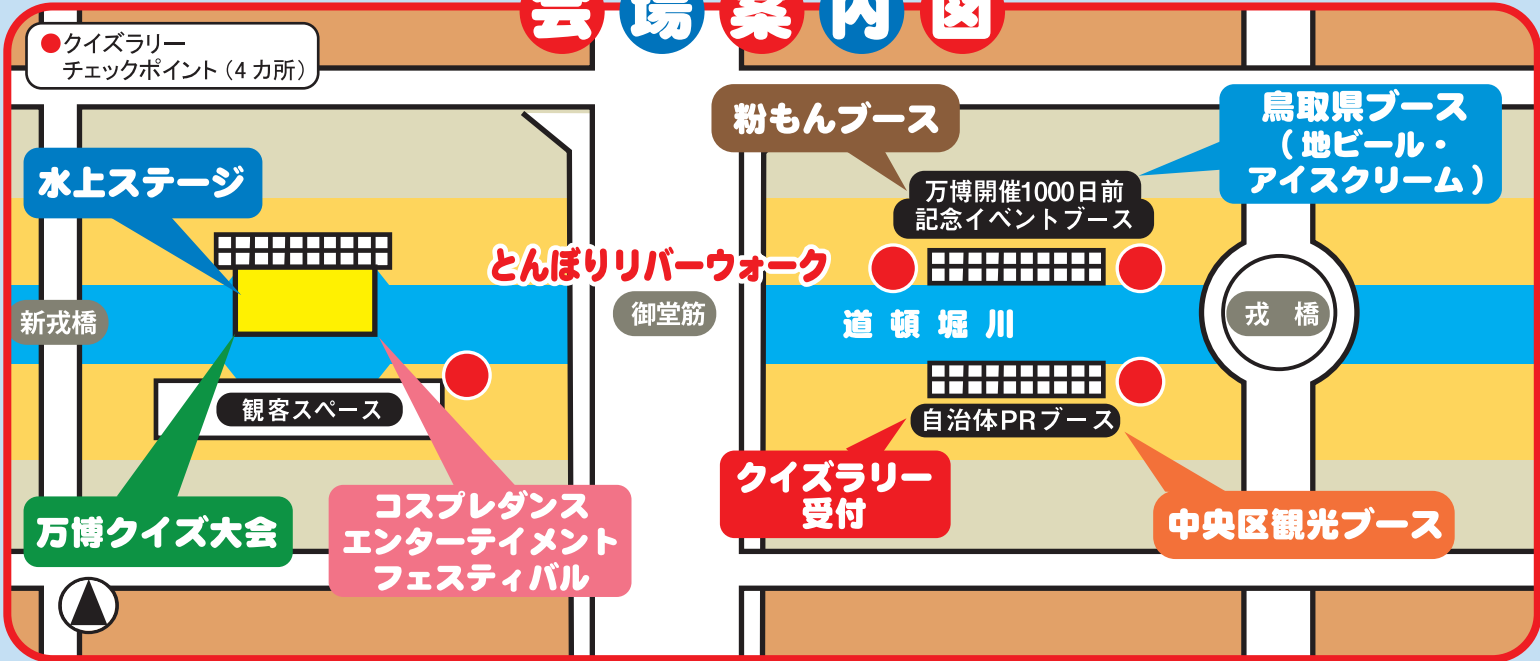 会場案内図
クイズラリー
チェックポイント（4カ所）
水上ステージ
粉もんブース
鳥取県ブース
（地ビール・
アイスクリーム）
万博開催1000日前
記念イベントブース
とんぼりリバーウォーク
新戎橋
御堂筋
道頓堀川
戎橋
観客スペース
自治体PRブース
万博クイズ大会
コスプレダンス
エンターテイメント
フェスティバル
クイズラリー
受付
中央区観光ブース